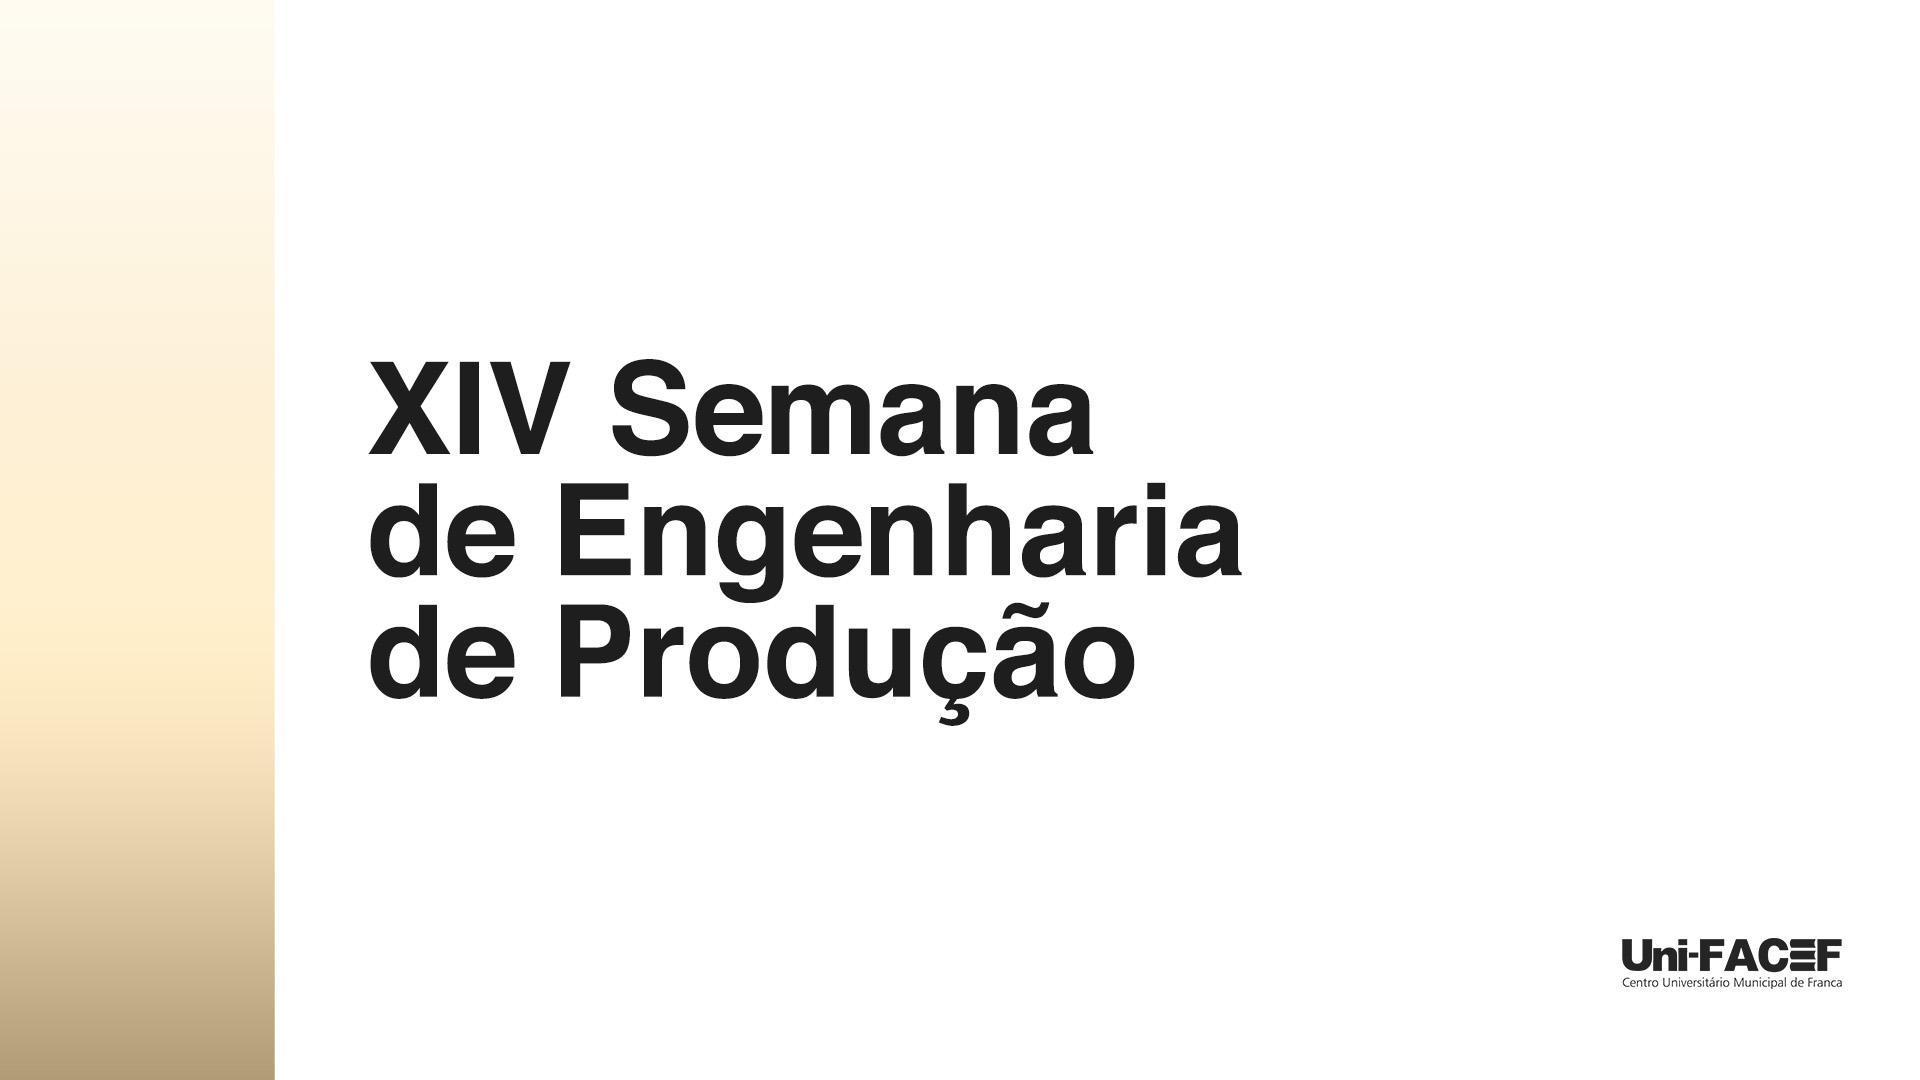 XIV Semana
de Engenharia
de Produção
Uni-FACEF
Centro Universitário Municipal de Franca